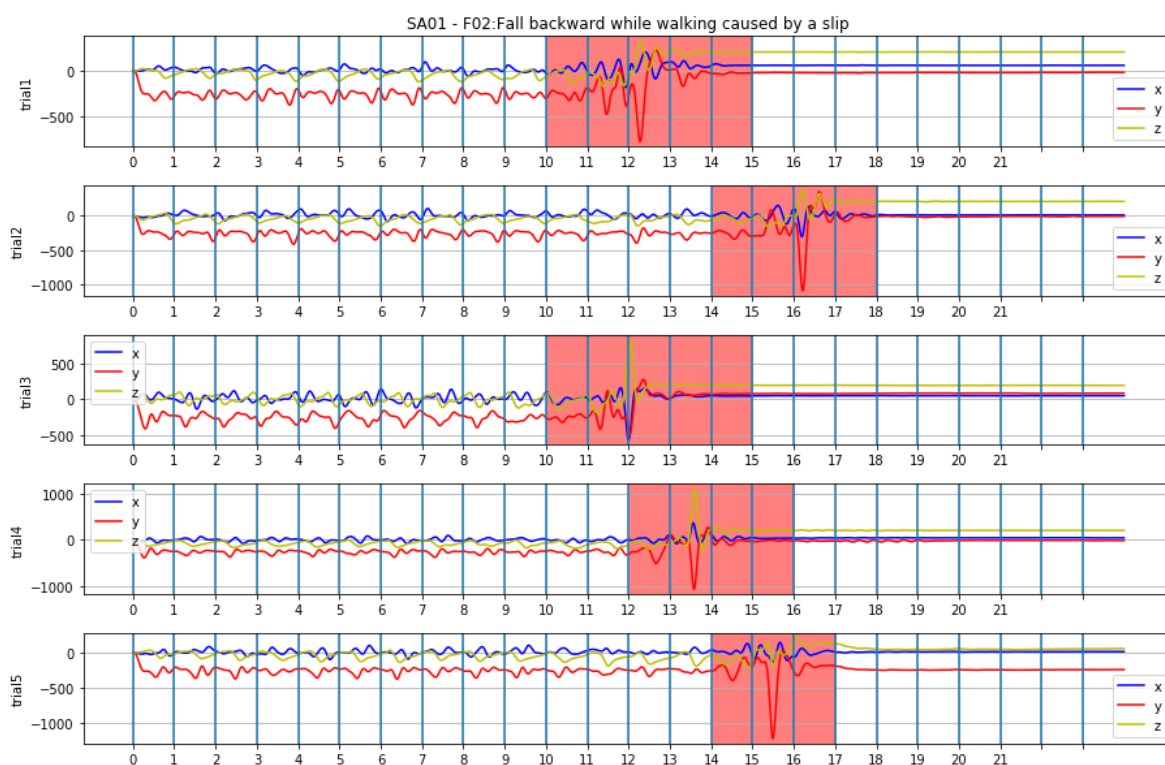 SA01 - F02:Fall backward while walking caused by a slip
trial1
0
−500
x
y
z
0 1 2 3 4 5 6 7 8 9 10 11 12 13 14 15 16 17 18 19 20 21
trial2
0
−500
−1000
x
y
z
0 1 2 3 4 5 6 7 8 9 10 11 12 13 14 15 16 17 18 19 20 21
trial3
500
0
−500
x
y
z
0 1 2 3 4 5 6 7 8 9 10 11 12 13 14 15 16 17 18 19 20 21
trial4
1000
0
−1000
x
y
z
0 1 2 3 4 5 6 7 8 9 10 11 12 13 14 15 16 17 18 19 20 21
trial5
0
−500
−1000
x
y
z
0 1 2 3 4 5 6 7 8 9 10 11 12 13 14 15 16 17 18 19 20 21